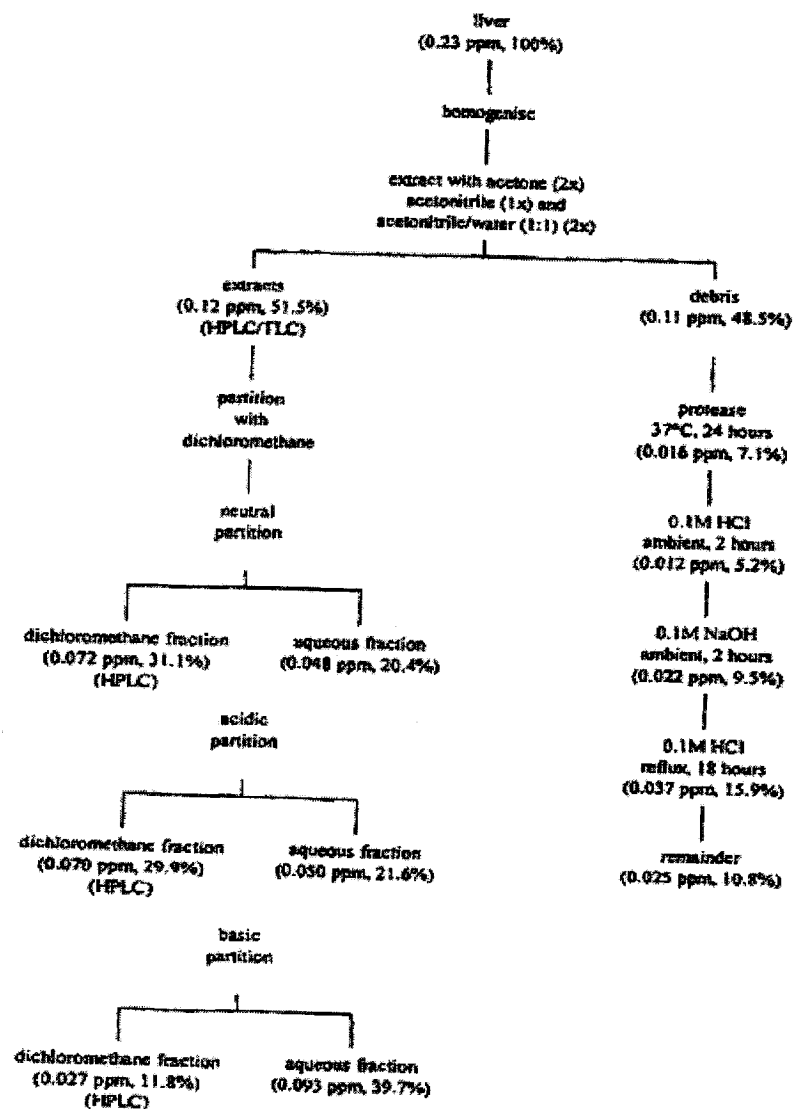 liver
(0.23 ppm, 100%)
homogenise
extract with acetone (2x)
acetonitrile (1x) and
acetonitrile/water (1:1) (2x)
extracts
(0.12 ppm, 51.5%)
(HPLC/TLC)
partition
with
dichloromethane
neutral
partition
dichloromethane fraction
(0.072 ppm, 31.1%)
(HPLC)
aqueous fraction
(0.048 ppm, 20.4%)
acidic
partition
dichloromethane fraction
(0.070 ppm, 29.9%)
(HPLC)
aqueous fraction
(0.050 ppm, 21.6%)
basic
partition
dichloromethane fraction
(0.027 ppm, 11.8%)
(HPLC)
aqueous fraction
(0.093 ppm, 39.7%)
debris
(0.11 ppm, 48.5%)
protease
37°C, 24 hours
(0.016 ppm, 7.1%)
0.1M HCl
ambient, 2 hours
(0.012 ppm, 5.2%)
0.1M NaOH
ambient, 2 hours
(0.022 ppm, 9.5%)
0.1M HCl
reflux, 18 hours
(0.037 ppm, 15.9%)
remainder
(0.025 ppm, 10.8%)